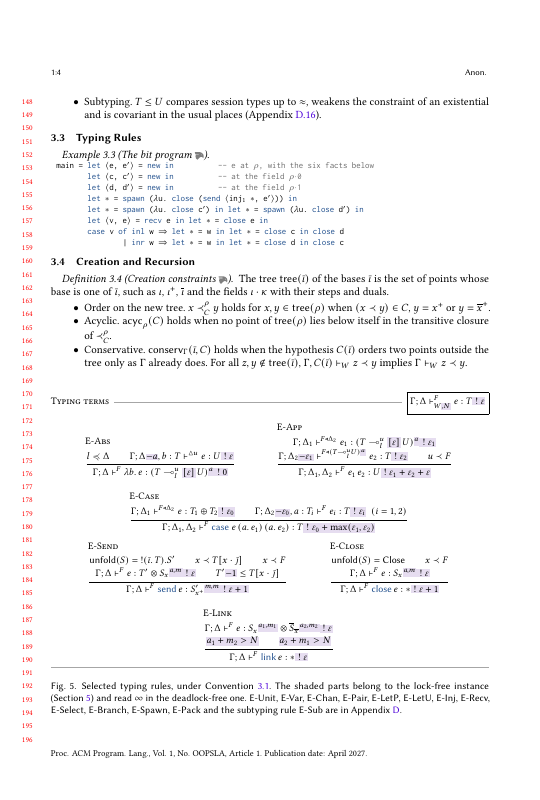 1:4 Anon.
148 • Subtyping. T ≤ U compares session types up to ≈, weakens the constraint of an existential
149 and is covariant in the usual places (Appendix D.16).
150
151 3.3 Typing Rules
152 Example 3.3 (The bit program).
153 main = let ⟨e, e′⟩ = new in -- e at ρ, with the six facts below
154 let ⟨c, c′⟩ = new in -- at the field ρ·0
155 let ⟨d, d′⟩ = new in -- at the field ρ·1
156 let ∗ = spawn (λu. close (send ⟨inj₁ ∗, e′⟩)) in
157 let ∗ = spawn (λu. close c′) in let ∗ = spawn (λu. close d′) in
let ⟨v, e⟩ = recv e in let ∗ = close e in
158 case v of inl w ⇒ let ∗ = w in let ∗ = close c in close d
159 | inr w ⇒ let ∗ = w in let ∗ = close d in close c
160 3.4 Creation and Recursion
161 Definition 3.4 (Creation constraints). The tree tree(ī) of the bases ī is the set of points whose
162 base is one of ī, such as ι, ι⁺, ῑ and the fields ι · κ with their steps and duals.
163 • Order on the new tree. x ≺_C^ρ y holds for x, y ∈ tree(ρ) when (x ≺ y) ∈ C, y = x⁺ or y = x̄⁺.
164
165 • Acyclic. acyc_ρ(C) holds when no point of tree(ρ) lies below itself in the transitive closure
166 of ≺_C^ρ.
167 • Conservative. conserv_Γ(ī, C) holds when the hypothesis C(ī) orders two points outside the
168 tree only as Γ already does. For all z, y ∉ tree(ī), Γ, C(ī) ⊩_W z ≺ y implies Γ ⊩_W z ≺ y.
169
170 Typing terms Γ; Δ ⊢_{W,N}^F e : T ! ε
171
172
173 E-App
174 E-Abs Γ; Δ₁ ⊢^{F◂Δ₂} e₁ : (T ⊸_l^u [ε] U)^a ! ε₁
175 l ≼ Δ Γ; Δ−a, b : T ⊢^{Δu} e : U ! ε Γ; Δ₂−ε₁ ⊢^{F◂(T⊸_l^u U)^a} e₂ : T ! ε₂ u ≺ F
176 Γ; Δ ⊢^F λb. e : (T ⊸_l^u [ε] U)^a ! 0 Γ; Δ₁, Δ₂ ⊢^F e₁ e₂ : U ! ε₁ + ε₂ + ε
177
178 E-Case
179 Γ; Δ₁ ⊢^{F◂Δ₂} e : T₁ ⊕ T₂ ! ε₀ Γ; Δ₂−ε₀, a : Tᵢ ⊢^F eᵢ : T ! εᵢ (i = 1, 2)
180 Γ; Δ₁, Δ₂ ⊢^F case e (a. e₁) (a. e₂) : T ! ε₀ + max(ε₁, ε₂)
181
182 E-Send E-Close
183 unfold(S) = !(ī. T).S′ x ≺ T[x · j] x ≺ F unfold(S) = Close x ≺ F
184 Γ; Δ ⊢^F e : T′ ⊗ S_x^{a,m} ! ε T′−1 ≤ T[x · j] Γ; Δ ⊢^F e : S_x^{a,m} ! ε
185 Γ; Δ ⊢^F send e : S′_{x⁺}^{m,m} ! ε + 1 Γ; Δ ⊢^F close e : ∗ ! ε + 1
186
187 E-Link
188 Γ; Δ ⊢^F e : S_x^{a₁,m₁} ⊗ S̄_x̄^{a₂,m₂} ! ε
189 a₁ + m₂ > N a₂ + m₁ > N
190 Γ; Δ ⊢^F link e : ∗ ! ε
191
192 Fig. 5. Selected typing rules, under Convention 3.1. The shaded parts belong to the lock-free instance
193 (Section 5) and read ∞ in the deadlock-free one. E-Unit, E-Var, E-Chan, E-Pair, E-LetP, E-LetU, E-Inj, E-Recv,
194 E-Select, E-Branch, E-Spawn, E-Pack and the subtyping rule E-Sub are in Appendix D.
195
196
Proc. ACM Program. Lang., Vol. 1, No. OOPSLA, Article 1. Publication date: April 2027.